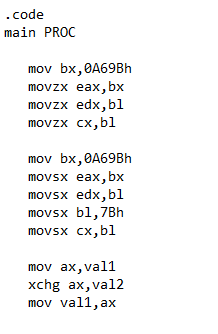 .code
main PROC
mov bx,0A69Bh
movzx eax,bx
movzx edx,bl
movzx cx,bl
mov bx,0A69Bh
movsx eax,bx
movsx edx,bl
movsx bl,7Bh
movsx cx,bl
mov ax,val1
xchg ax,val2
mov val1,ax